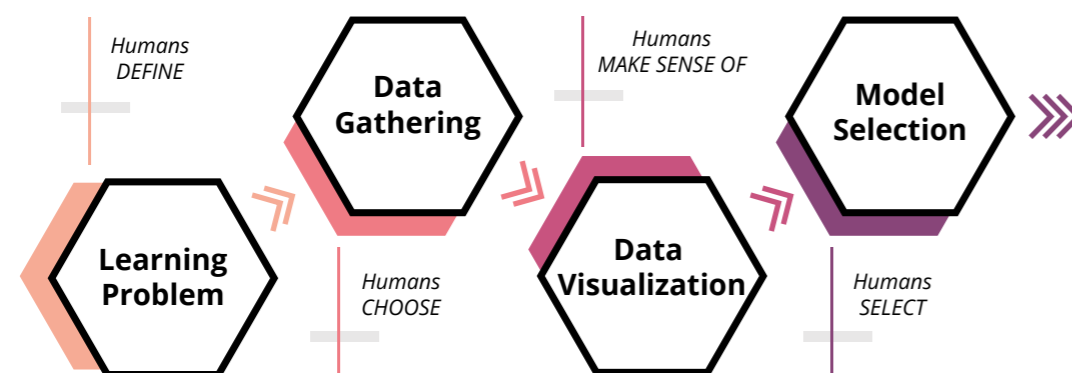 Humans
DEFINE
Learning
Problem
Data
Gathering
Humans
CHOOSE
Humans
MAKE SENSE OF
Data
Visualization
Model
Selection
Humans
SELECT